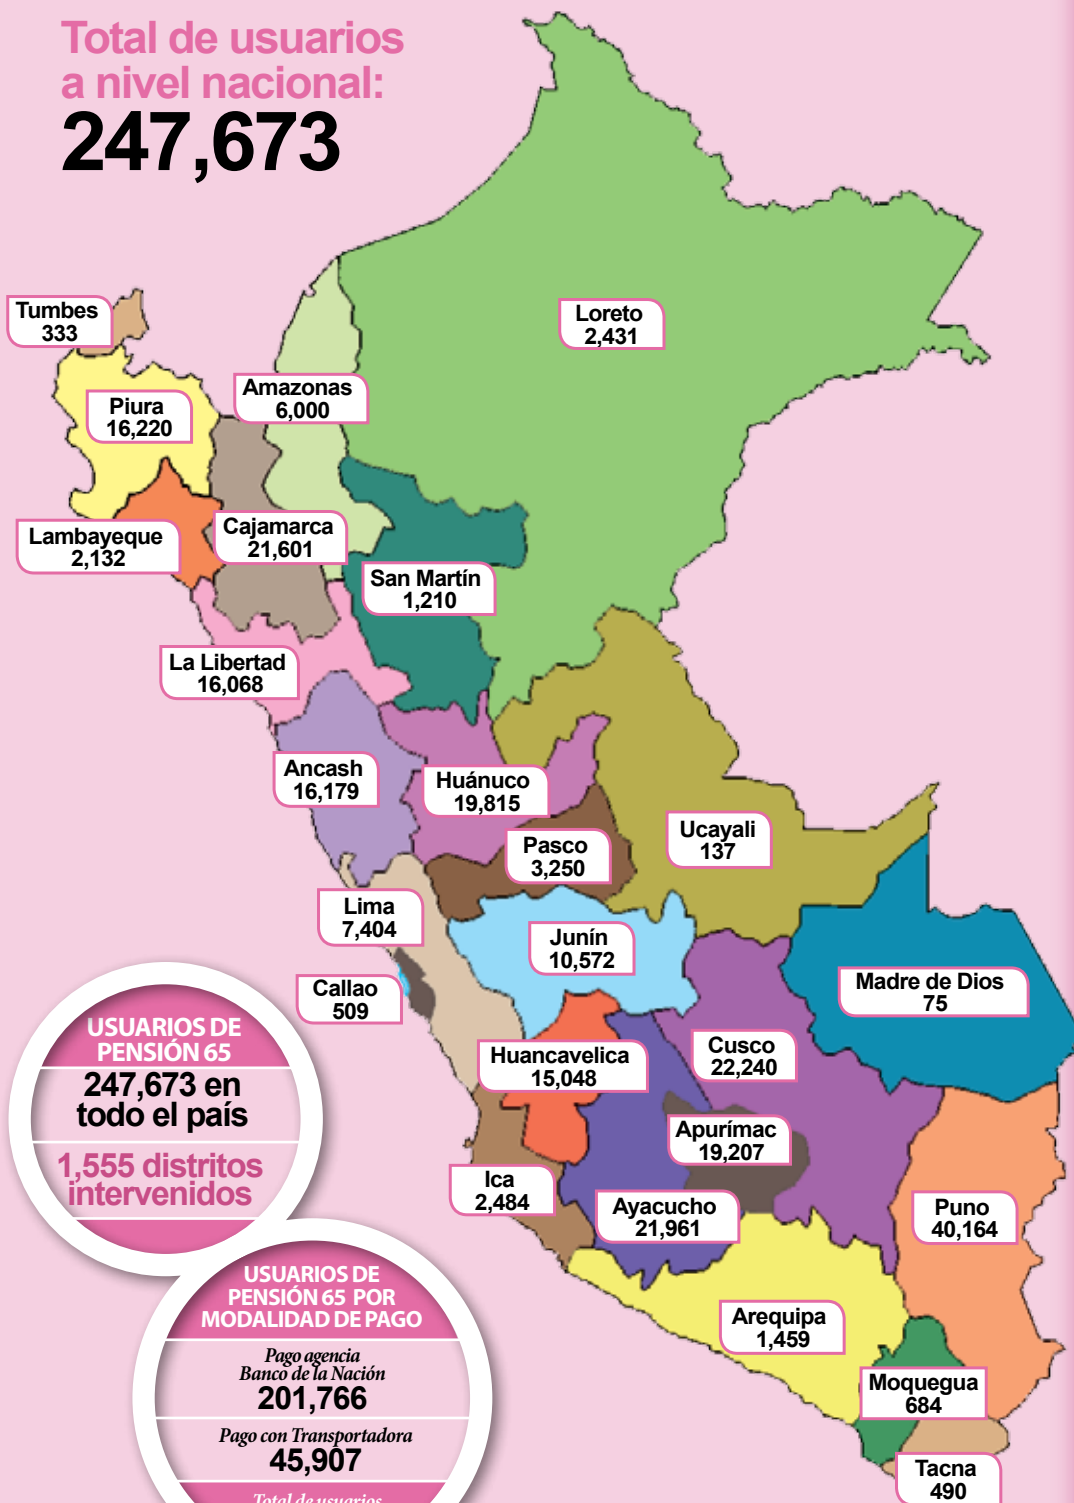 Total de usuarios
a nivel nacional:
247,673
Tumbes
333
Loreto
2,431
Amazonas
6,000
Piura
16,220
Lambayeque
2,132
Cajamarca
21,601
San Martín
1,210
La Libertad
16,068
Ancash
16,179
Huánuco
19,815
Ucayali
137
Pasco
3,250
Lima
7,404
Junín
10,572
Callao
509
Madre de Dios
75
Huancavelica
15,048
Cusco
22,240
Apurímac
19,207
Ica
2,484
Ayacucho
21,961
Puno
40,164
Arequipa
1,459
Moquegua
684
Tacna
490
USUARIOS DE
PENSIÓN 65
247,673 en
todo el país
1,555 distritos
intervenidos
USUARIOS DE
PENSIÓN 65 POR
MODALIDAD DE PAGO
Pago agencia
Banco de la Nación
201,766
Pago con Transportadora
45,907
Total de usuarios